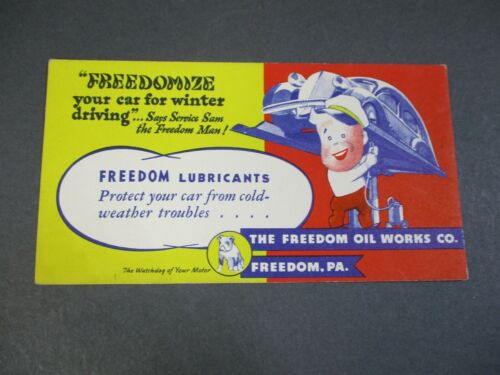 "FREEDOMIZE
your car for winter
driving"... Says Service Sam
the Freedom Man!
FREEDOM LUBRICANTS
Protect your car from cold-
weather troubles . . . .
THE FREEDOM OIL WORKS CO.
FREEDOM, PA.
The Watchdog of Your Motor